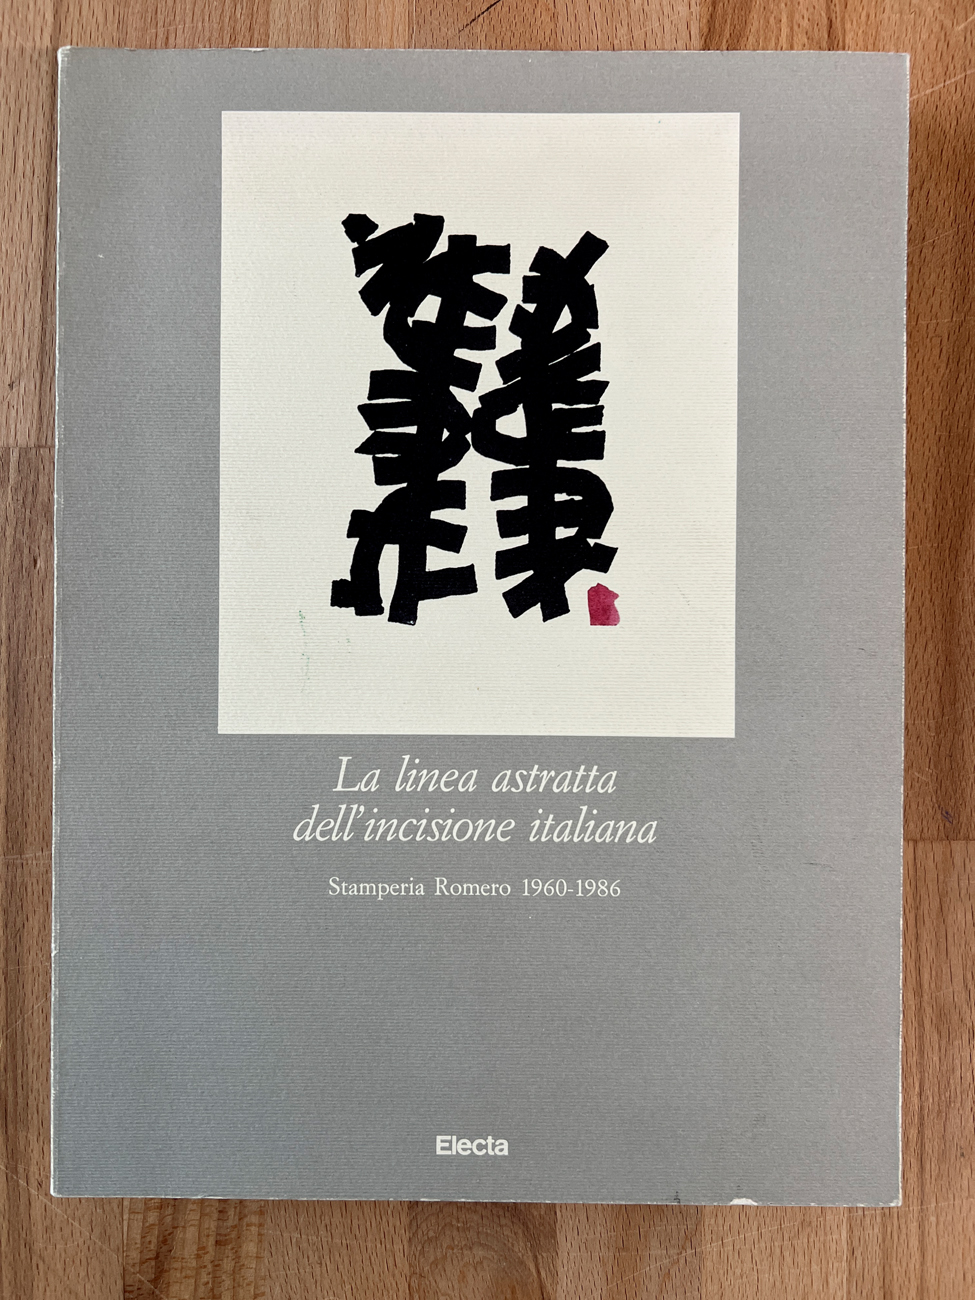 La linea astratta
dell'incisione italiana
Stamperia Romero 1960-1986
Electa